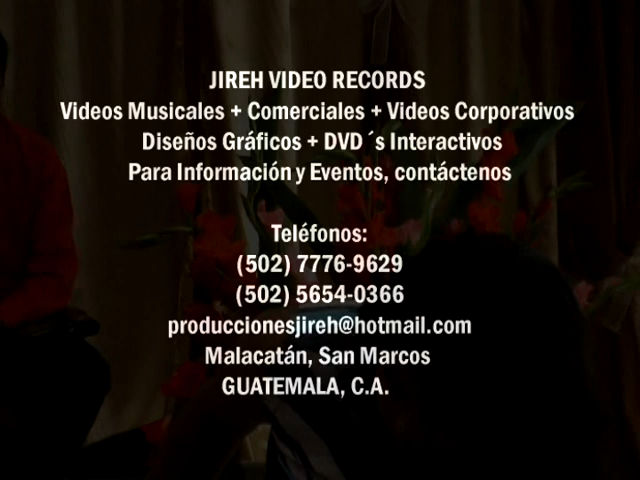 JIREH VIDEO RECORDS
Videos Musicales + Comerciales + Videos Corporativos
Diseños Gráficos + DVD ´s Interactivos
Para Información y Eventos, contáctenos
Teléfonos:
(502) 7776-9629
(502) 5654-0366
produccionesjireh@hotmail.com
Malacatán, San Marcos
GUATEMALA, C.A.